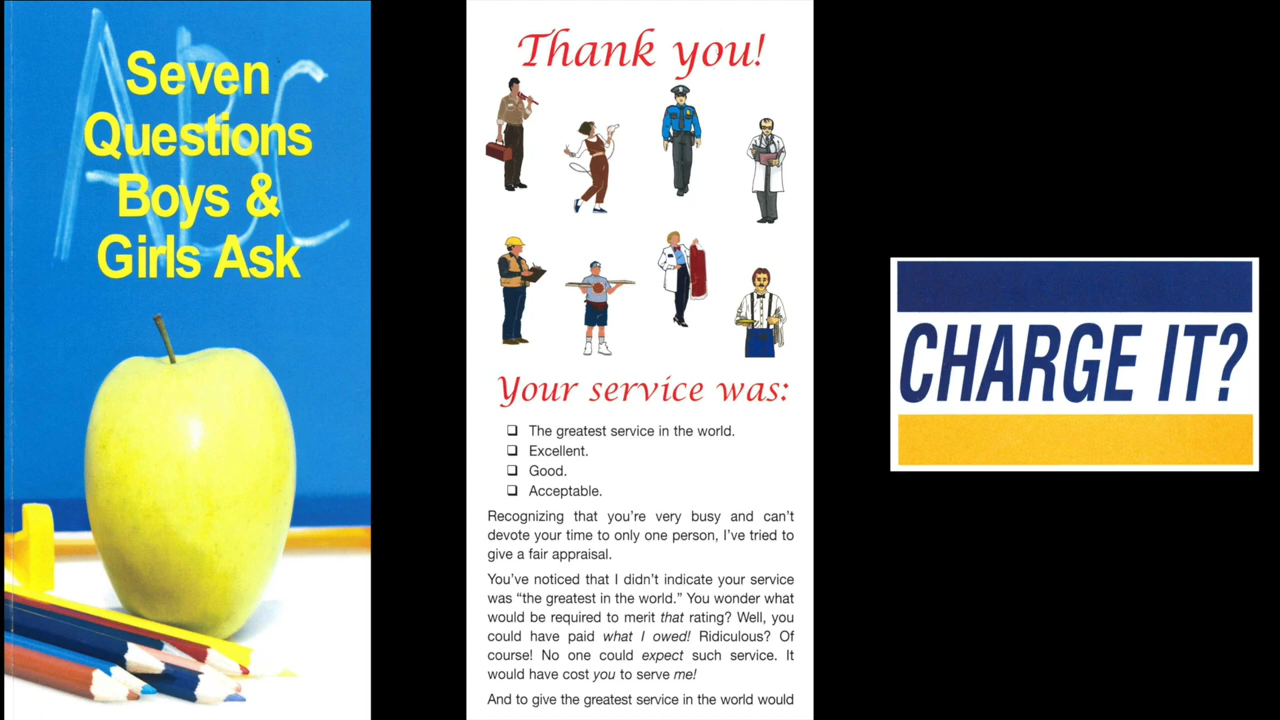 ABC
Seven
Questions
Boys &
Girls Ask
Thank you!
Your service was:
❑ The greatest service in the world.
❑ Excellent.
❑ Good.
❑ Acceptable.
Recognizing that you’re very busy and can’t
devote your time to only one person, I’ve tried to
give a fair appraisal.
You’ve noticed that I didn’t indicate your service
was “the greatest in the world.” You wonder what
would be required to merit that rating? Well, you
could have paid what I owed! Ridiculous? Of
course! No one could expect such service. It
would have cost you to serve me!
And to give the greatest service in the world would
CHARGE IT?